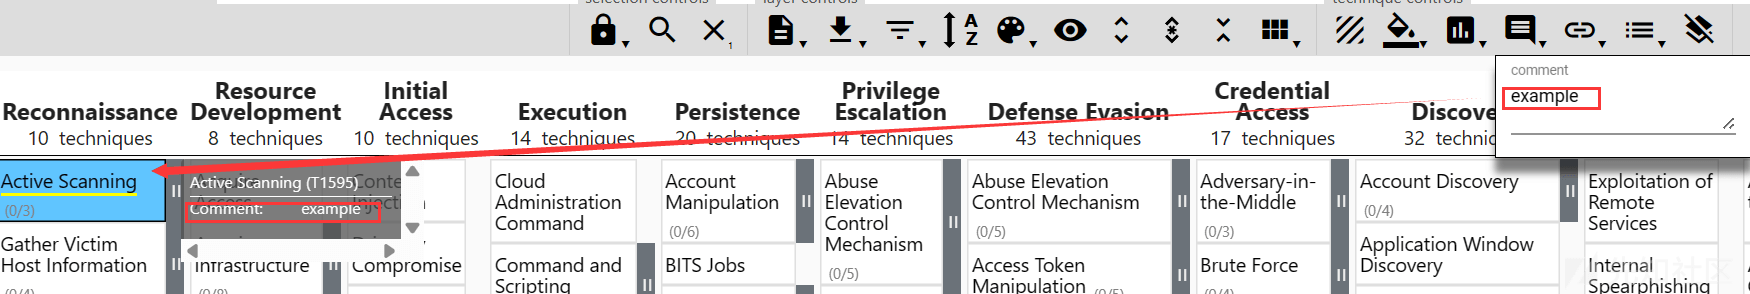 selection controls
layer controls
technique controls
A
Z
1
comment
example
Reconnaissance
10 techniques
Resource
Development
8 techniques
Initial
Access
10 techniques
Execution
14 techniques
Persistence
20 techniques
Privilege
Escalation
14 techniques
Defense Evasion
43 techniques
Credential
Access
17 techniques
Discove
32 techniques
Active Scanning
(0/3)
Gather Victim
Host Information
(0/4)
Active Scanning (T1595)
Comment: example
Infrastructure
(0/8)
Compromise
Cloud
Administration
Command
Command and
Scripting
Account
Manipulation
(0/6)
BITS Jobs
Abuse
Elevation
Control
Mechanism
(0/5)
Abuse Elevation
Control Mechanism
(0/5)
Access Token
Manipulation (0/5)
Adversary-in-
the-Middle
(0/3)
Brute Force
(0/4)
Account Discovery
(0/4)
Application Window
Discovery
Exploitation of
Remote
Services
Internal
Spearphishing